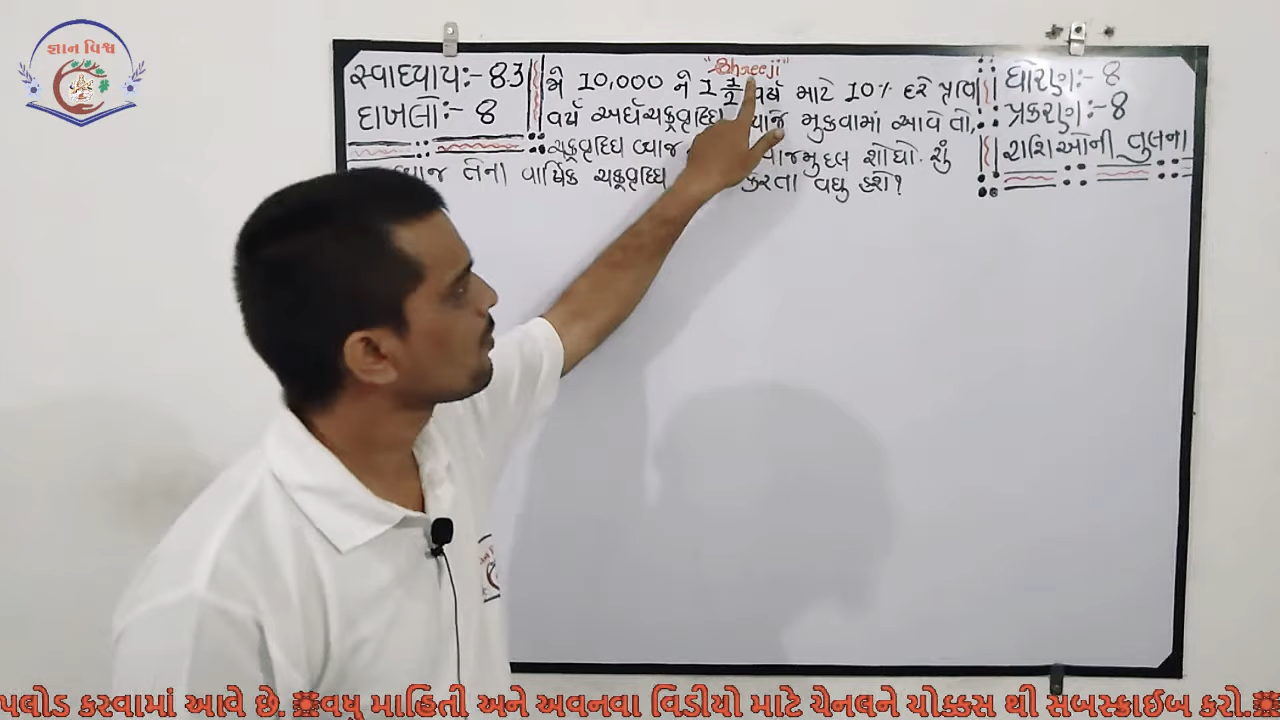 જ્ઞાન વિશ્વ
સ્વાધ્યાય:- 8.3
દાખલો:- 8
"Shreeji"
જો 10,000 ને 1 1/2 વર્ષ માટે 10% દરે પ્રતિ
વર્ષ અર્ધચક્રવૃદ્ધિ મુકવામાં આવે તો,
ચક્રવૃદ્ધિ વ્યાજ વ્યાજમુદલ શોધો. શું
તેના વાર્ષિક ચક્રવૃદ્ધિ કરતા વધુ હશે?
ધોરણ:- 8
પ્રકરણ:- 8
રાશિઓની તુલના
પલોડ કરવામાં આવે છે. વધુ માહિતી અને અવનવા વિડીયો માટે ચેનલને ચોક્કસ થી સબસ્ક્રાઈબ કરો.